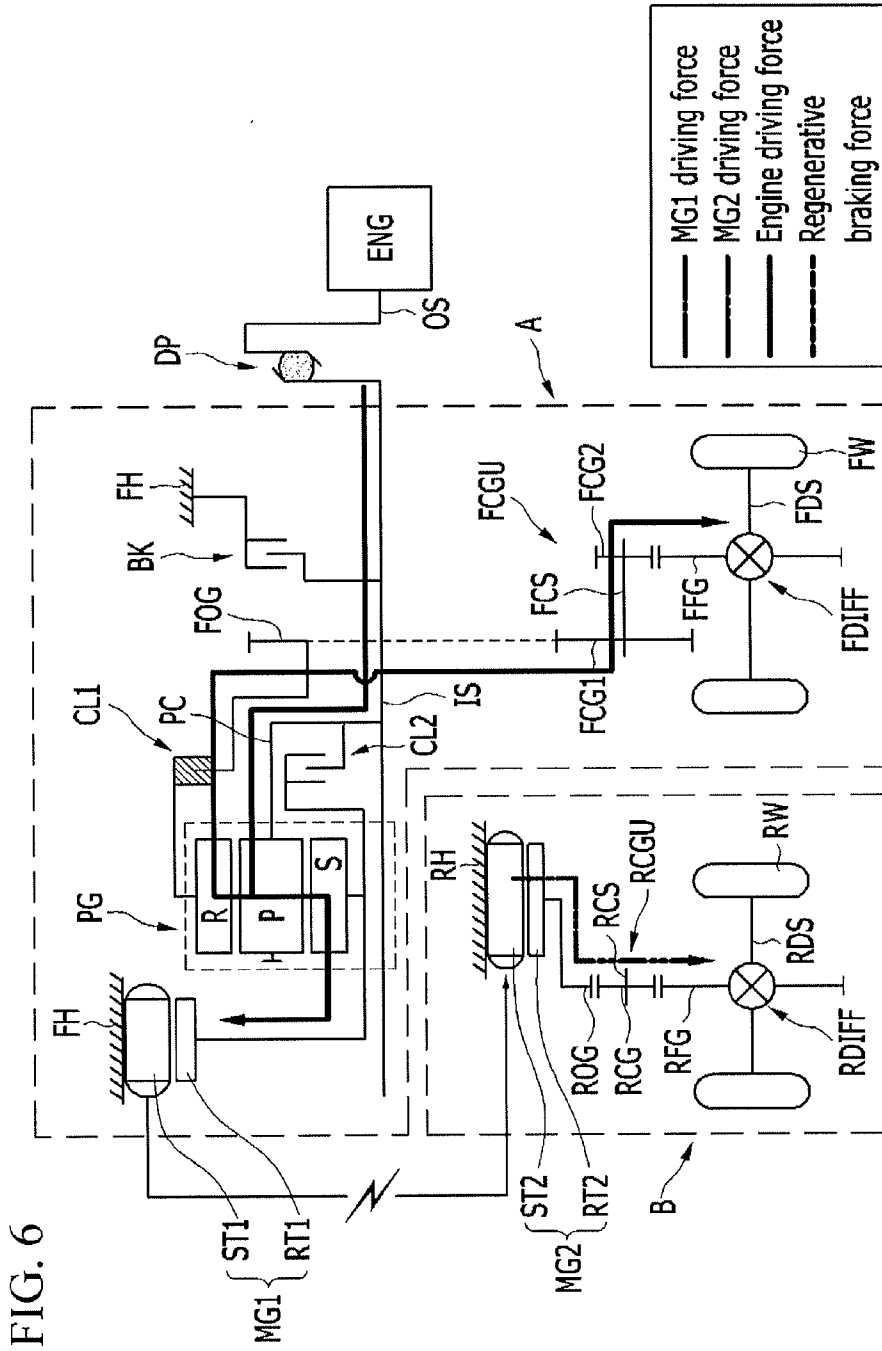 FIG. 6
FH
PG
CL1
FOG
BK
FH
DP
ENG
OS
ST1
RT1
MG1
R
P
S
PC
CL2
IS
A
FCGU
FCG2
FCS
FCG1
FFG
FDS
FW
FDIFF
RH
RCS
RCGU
ST2
RT2
MG2
ROG
RCG
RFG
RDS
RW
RDIFF
B
MG1 driving force
MG2 driving force
Engine driving force
Regenerative
braking force